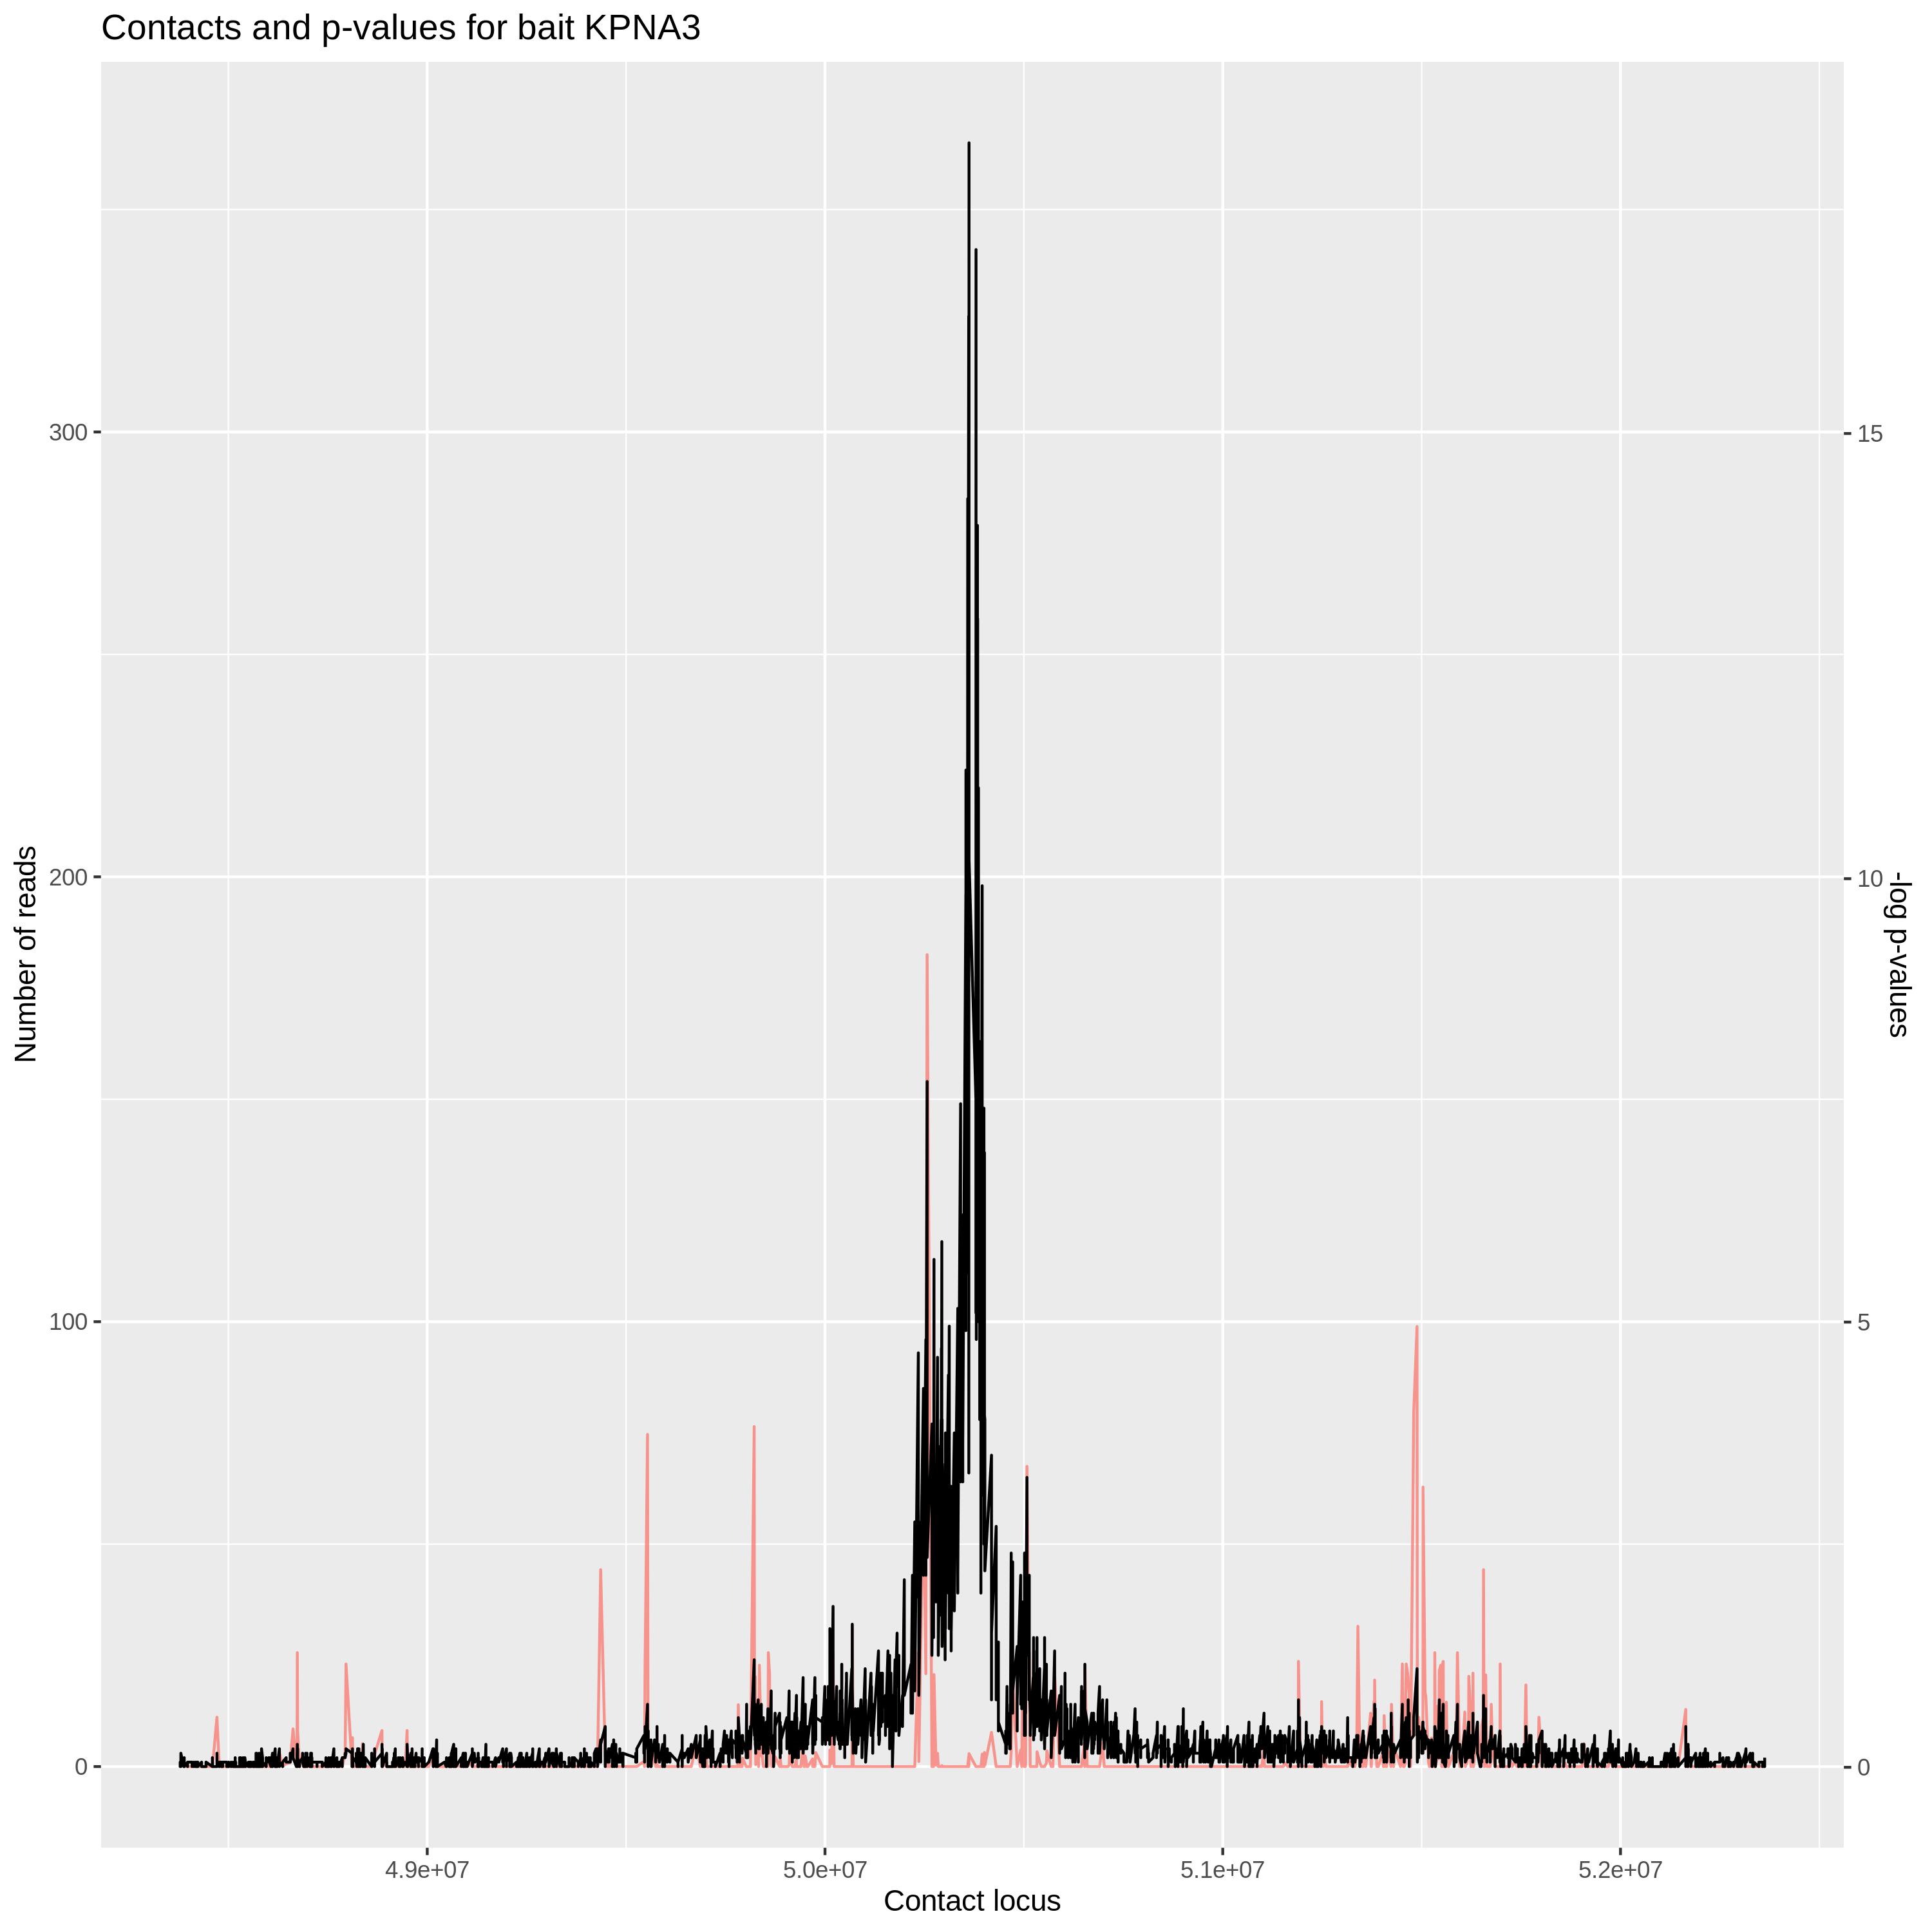 Contacts and p-values for bait KPNA3
300
200
100
0
Number of reads
15
10
5
0
-log p-values
4.9e+07
5.0e+07
5.1e+07
5.2e+07
Contact locus